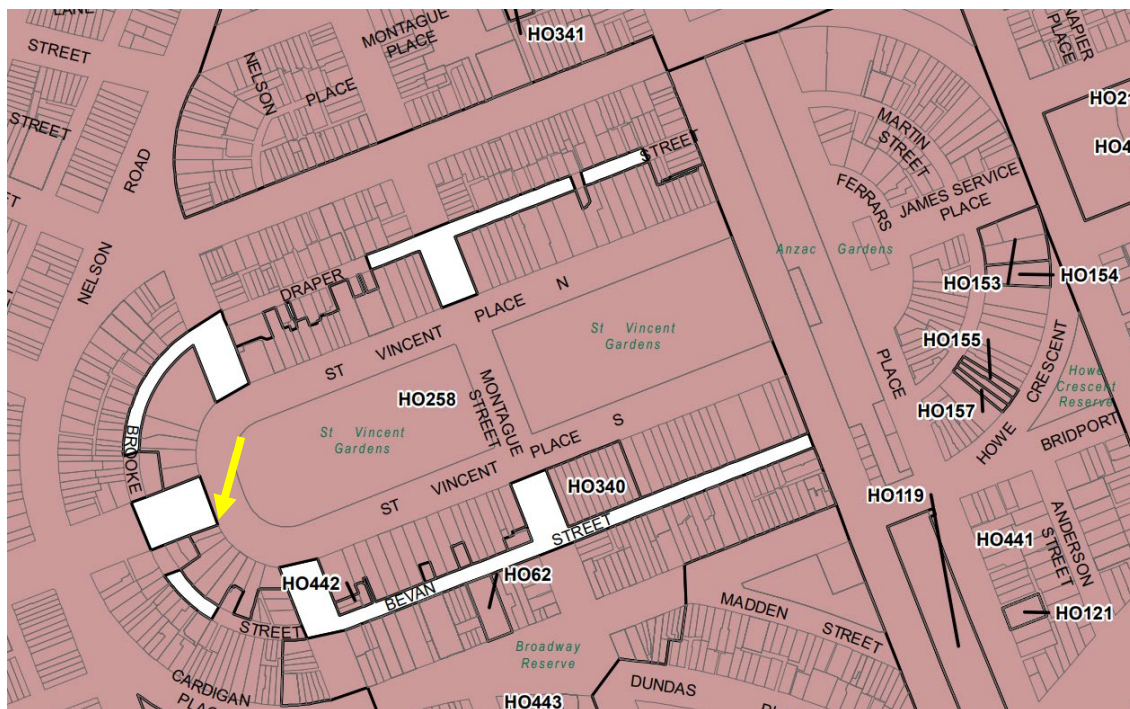 LANE
STREET
MONTAGUE
PLACE
HO341
NAPIER
PLACE
NELSON
PLACE
STREET
ROAD
HO21
HO4
MARTIN
STREET
STREET
FERRARS
JAMES SERVICE
PLACE
NELSON
Anzac Gardens
DRAPER
HO153
HO154
ST VINCENT PLACE N
St Vincent
Gardens
HO155
HO258
MONTAGUE
STREET
PLACE
Howe
Crescent
Reserve
HO157
CRESCENT
HOWE
BRIDPORT
St Vincent
Gardens
BROOKE
ST VINCENT PLACE S
HO340
HO119
STREET
ANDERSON
STREET
HO441
HO442
HO62
BEVAN
HO121
STREET
MADDEN STREET
Broadway
Reserve
CARDIGAN
DUNDAS
HO443